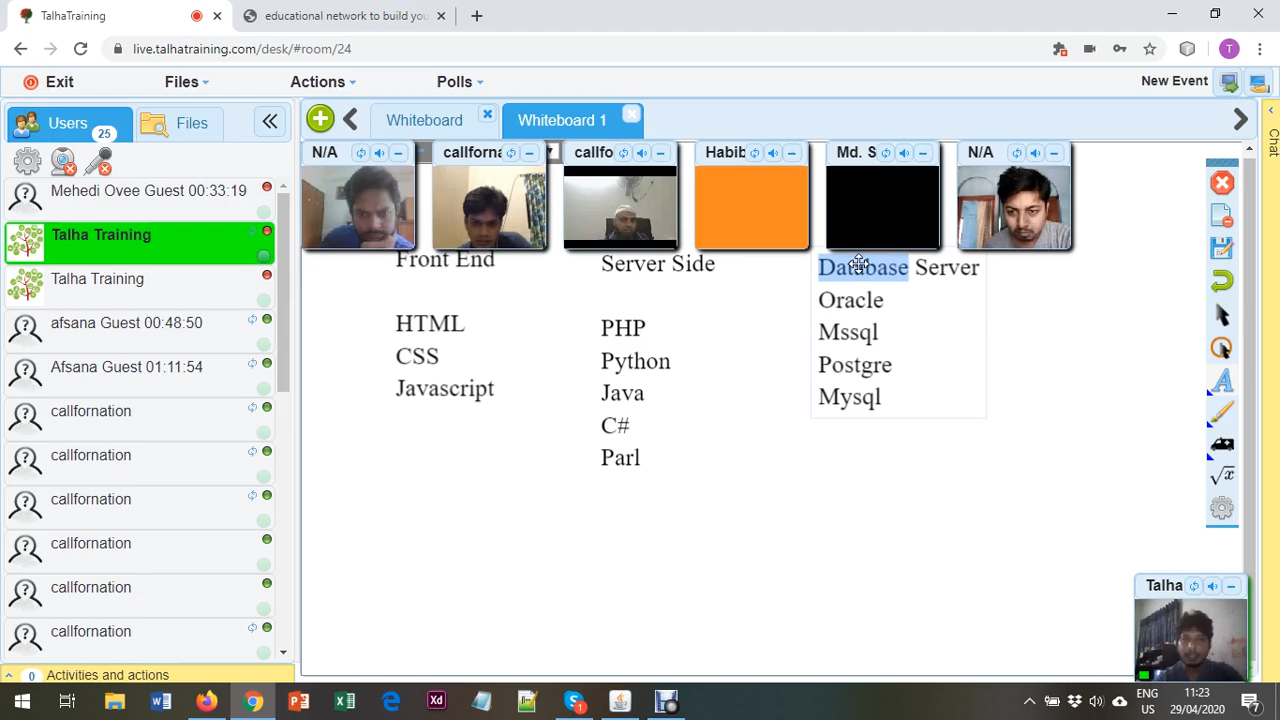 TalhaTraining
educational network to build you
live.talhatraining.com/desk/#room/24
T
Exit
Files
Actions
Polls
New Event
Users
25
Files
Whiteboard
Whiteboard 1
Chat
Mehedi Ovee Guest 00:33:19
Talha Training
Talha Training
afsana Guest 00:48:50
Afsana Guest 01:11:54
callfornation
callfornation
callfornation
callfornation
callfornation
callfornation
0 Activities and actions
N/A
callforna
callfo
Habib
Md. S
N/A
Front End
HTML
CSS
Javascript
Server Side
PHP
Python
Java
C#
Parl
Database Server
Oracle
Mssql
Postgre
Mysql
√x
Talha
ENG
US
11:23
29/04/2020
7